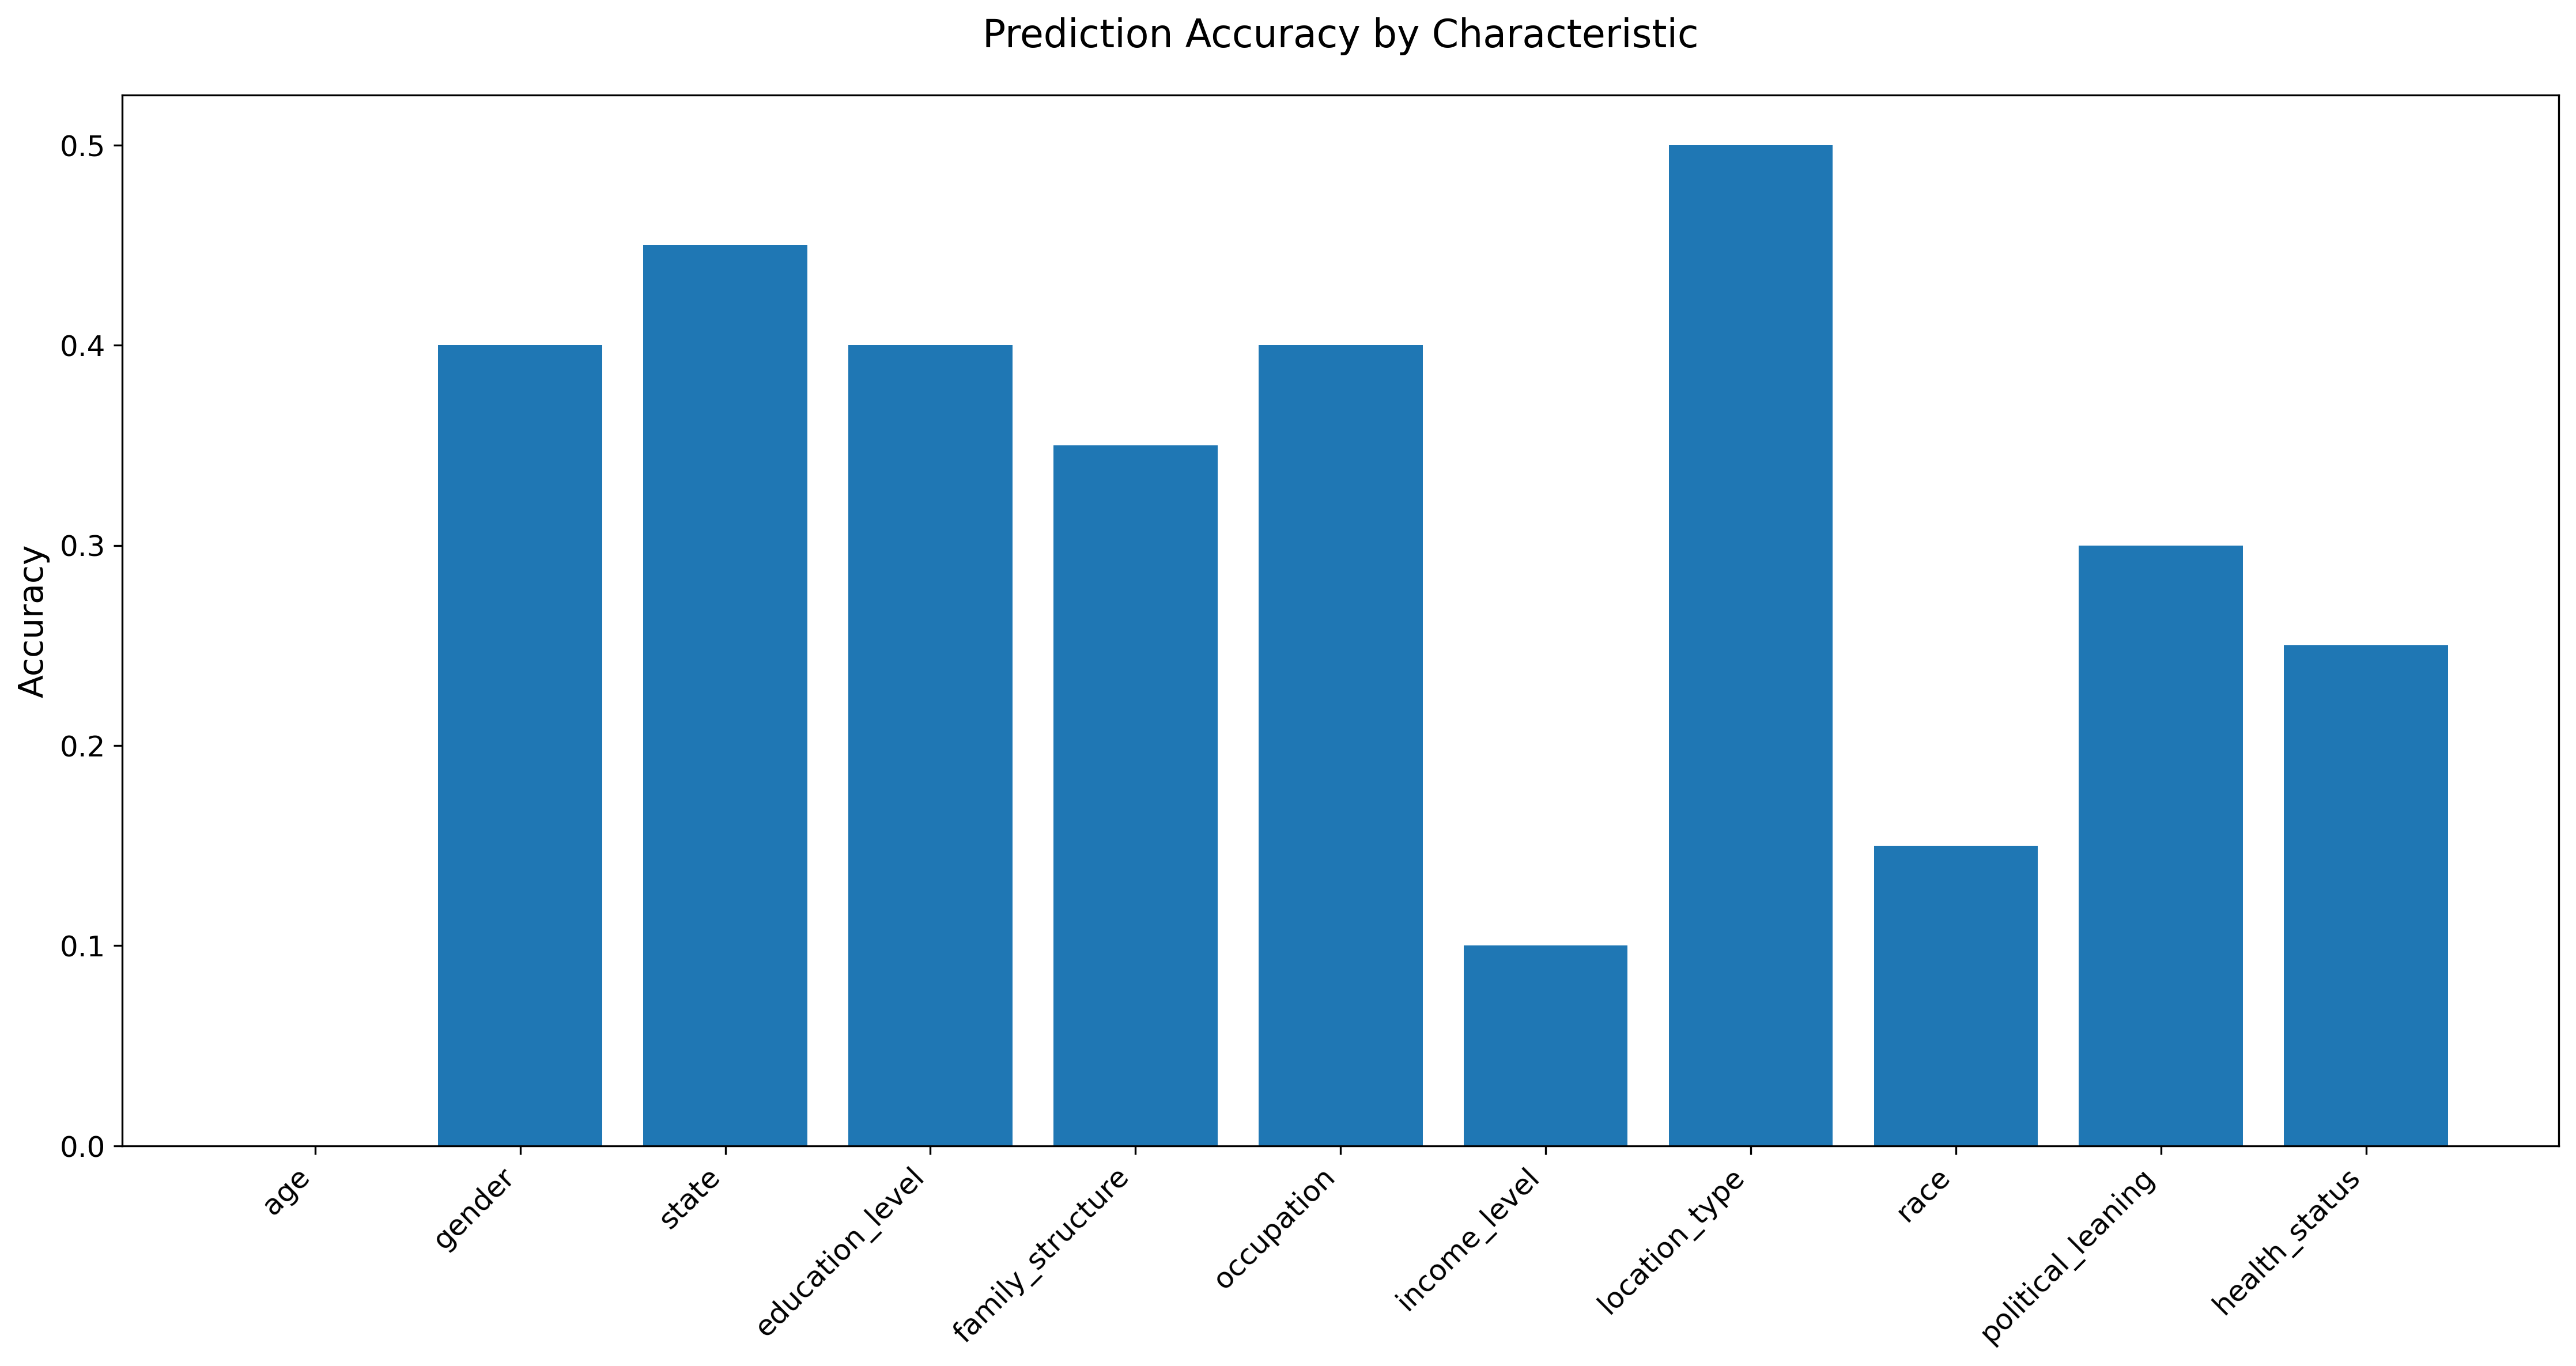 Prediction Accuracy by Characteristic
Accuracy
0.5
0.4
0.3
0.2
0.1
0.0
age
gender
state
education_level
family_structure
occupation
income_level
location_type
race
political_leaning
health_status